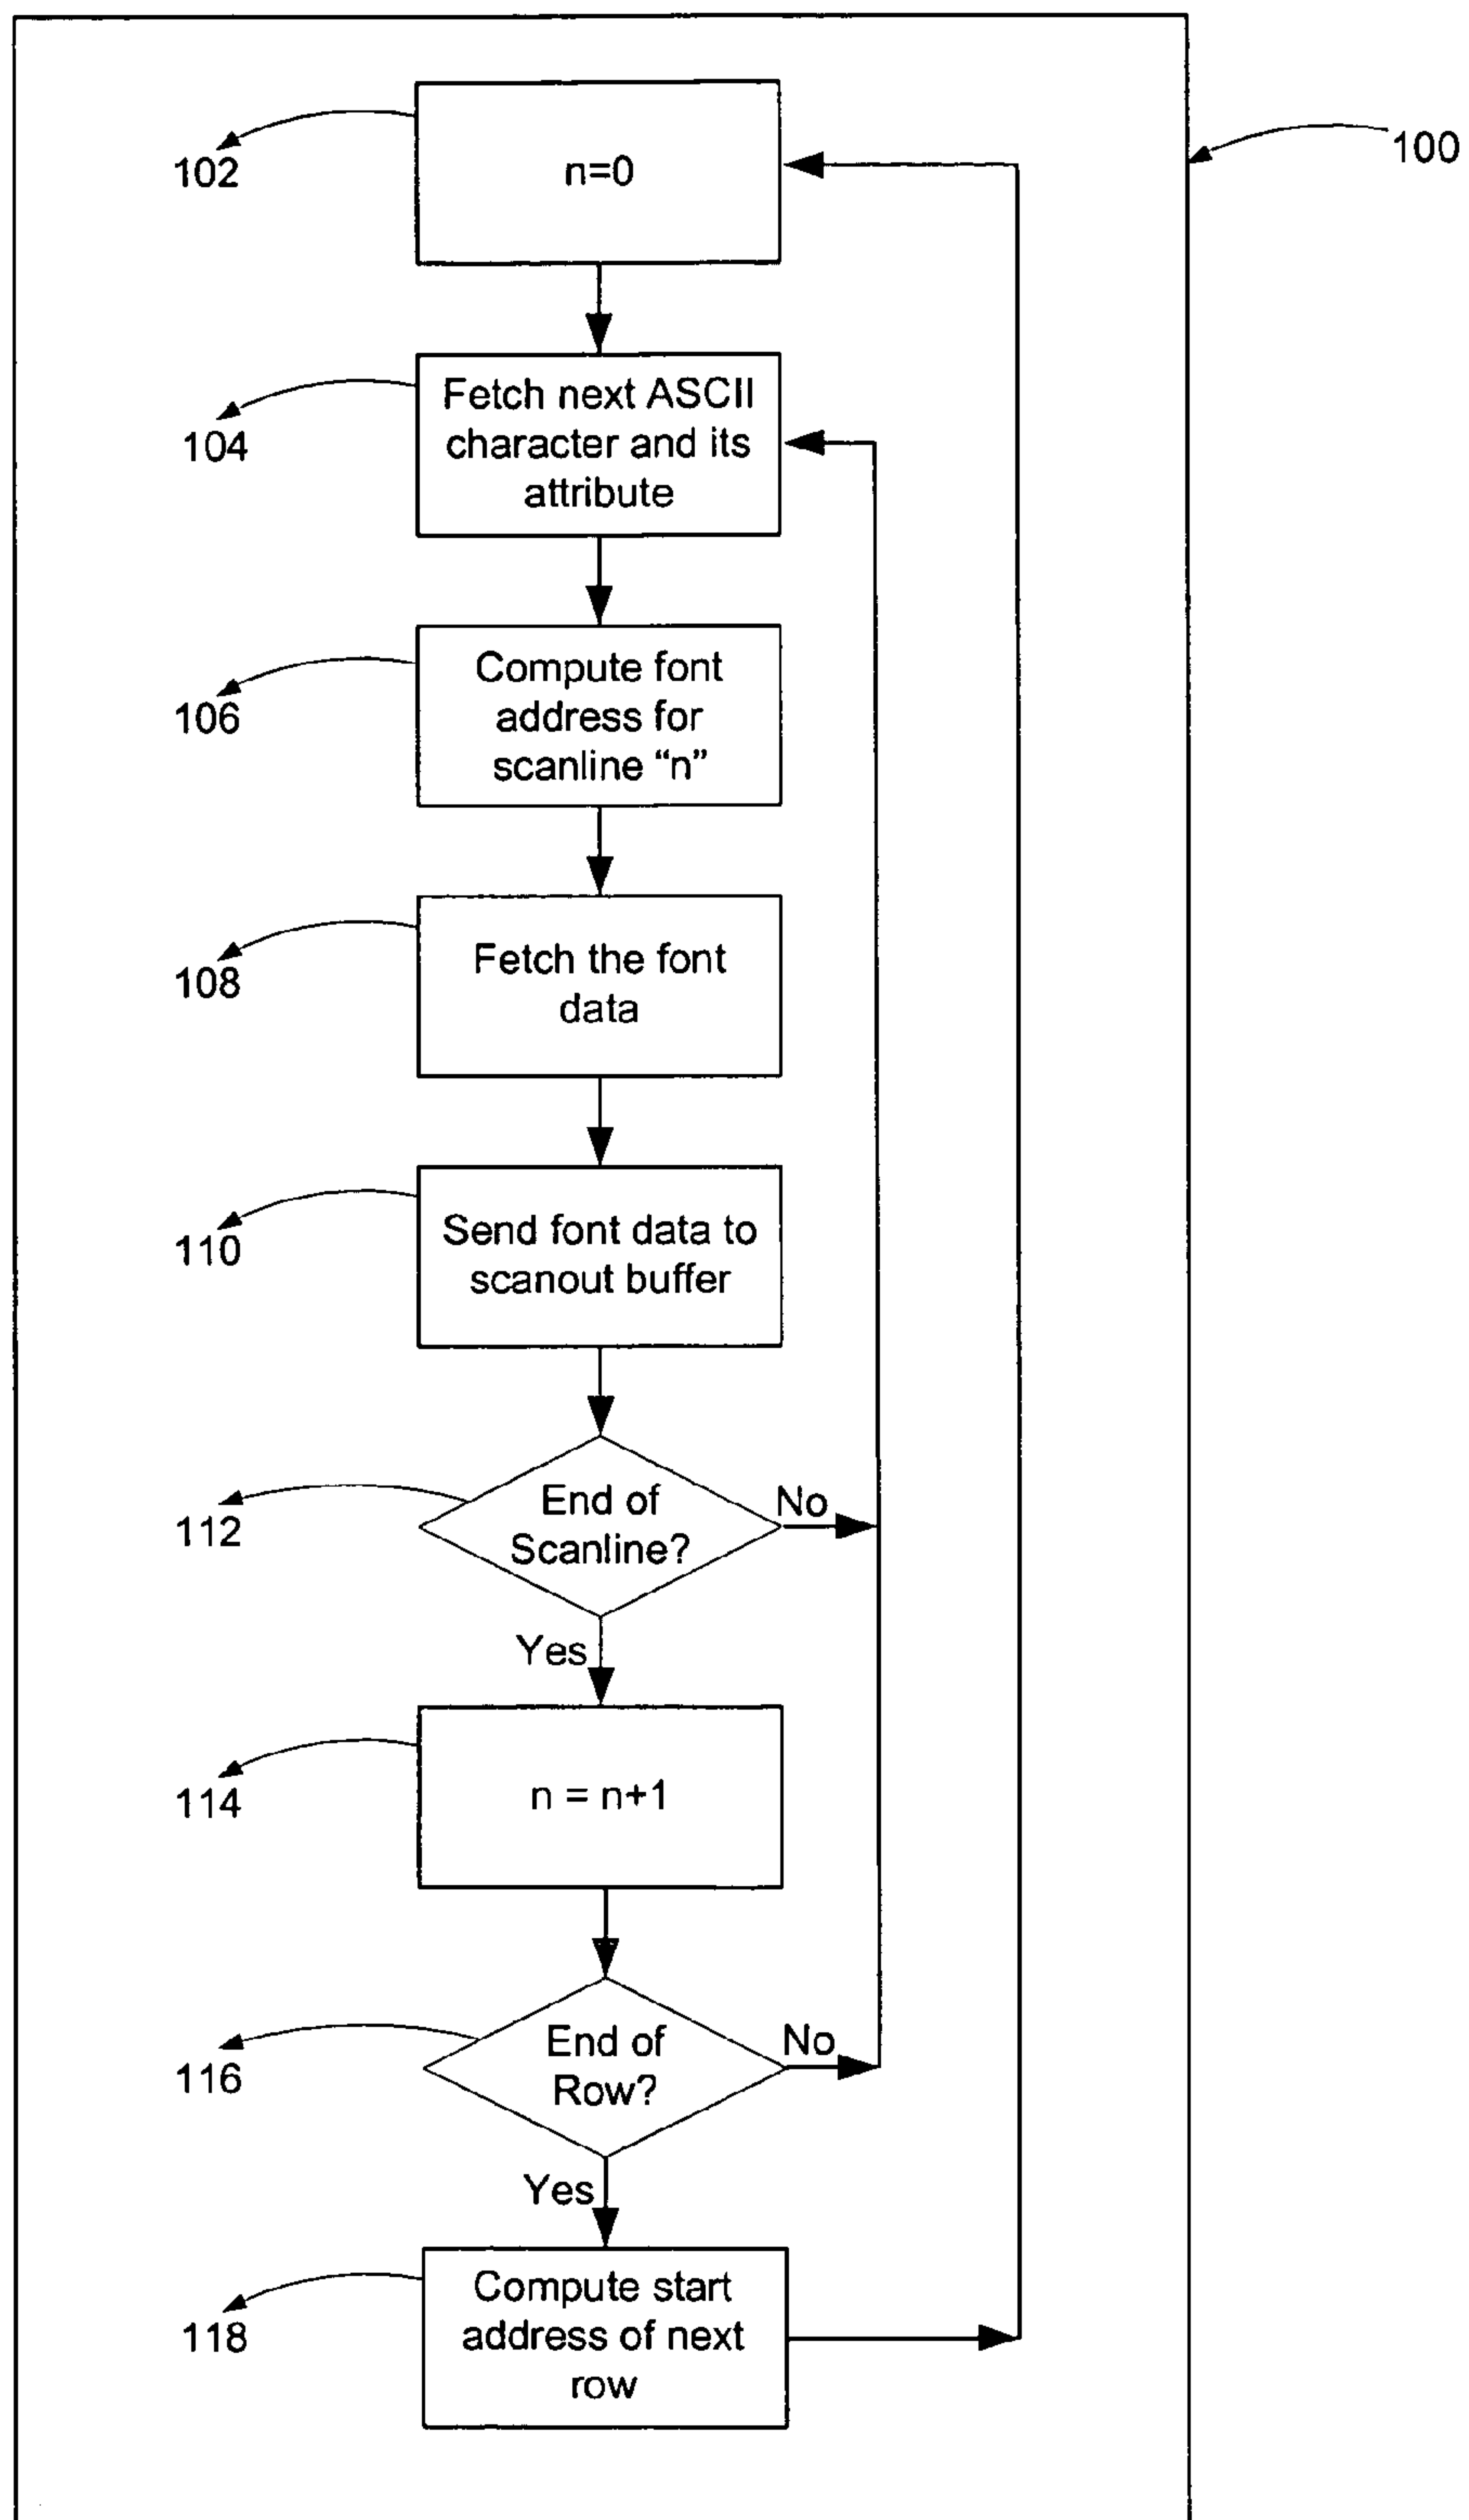 100
102
n=0
104
Fetch next ASCII
character and its
attribute
106
Compute font
address for
scanline “n”
108
Fetch the font
data
110
Send font data to
scanout buffer
112
End of
Scanline?
No
Yes
114
n = n+1
116
End of
Row?
No
Yes
118
Compute start
address of next
row